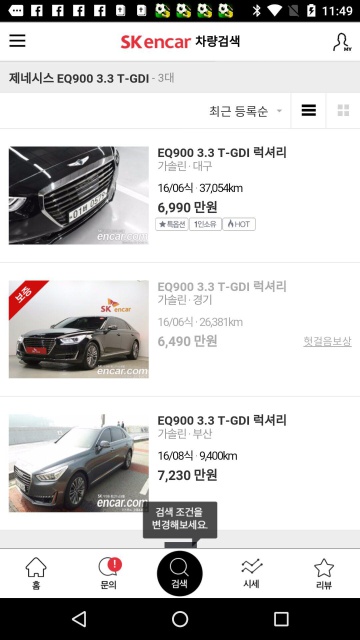 11:49
SK encar 차량검색
MY
제네시스 EQ900 3.3 T-GDI - 3대
최근 등록순
EQ900 3.3 T-GDI 럭셔리
가솔린 · 대구
16/06식 · 37,054km
6,990 만원
특옵션 1인소유 HOT
encar.com
보증
SK encar
EQ900 3.3 T-GDI 럭셔리
가솔린 · 경기
16/06식 · 26,381km
6,490 만원
헛걸음보상
encar.com
EQ900 3.3 T-GDI 럭셔리
가솔린 · 부산
16/08식 · 9,400km
7,230 만원
encar.com
검색 조건을
변경해보세요.
홈
문의
검색
시세
리뷰